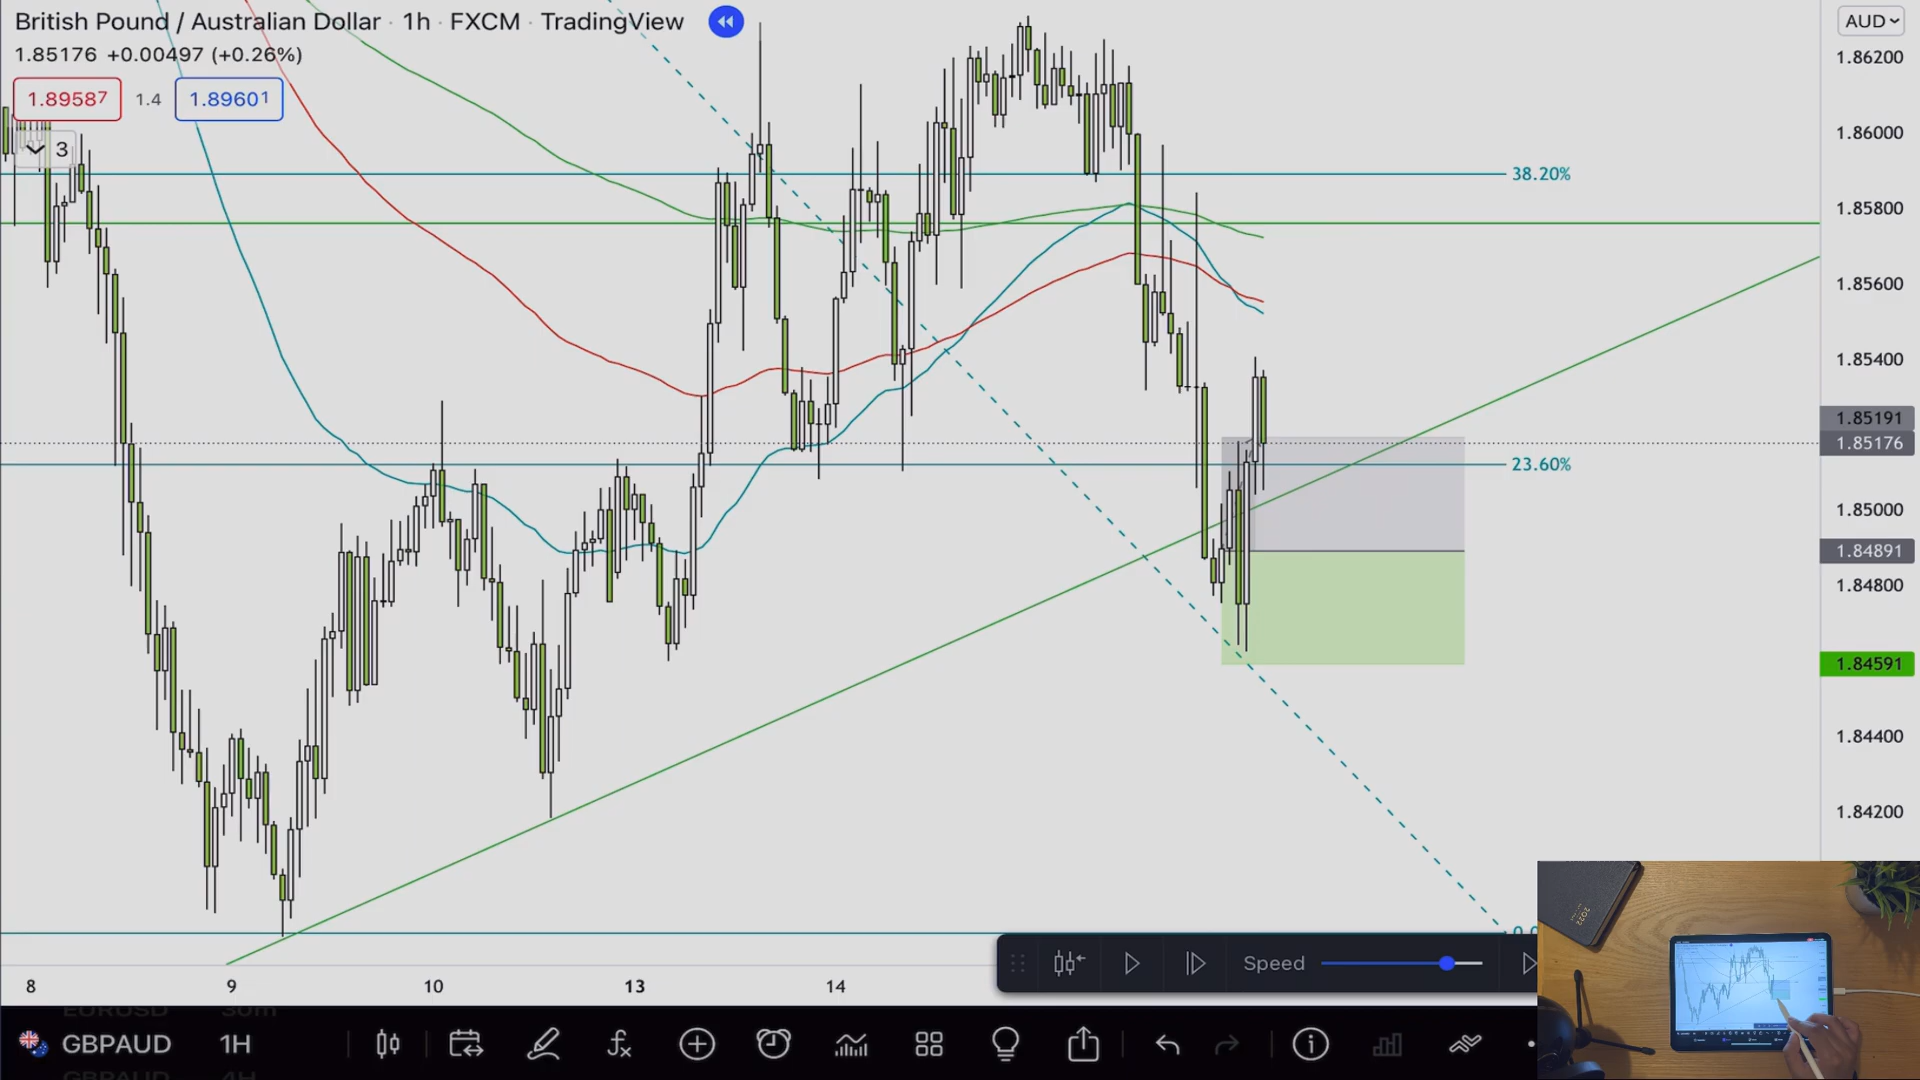 British Pound / Australian Dollar · 1h · FXCM · TradingView
1.85176 +0.00497 (+0.26%)
1.89587 1.4 1.89601
3
AUD
1.86200
1.86000
38.20%
1.85800
1.85600
1.85400
1.85191
1.85176
23.60%
1.85000
1.84891
1.84800
1.84591
1.84400
1.84200
8 9 10 13 14
Speed
EURUSD 30m
GBPAUD 1H
2022